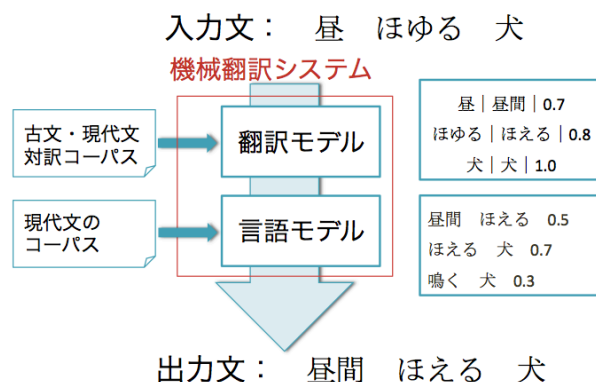 入力文： 昼 ほゆる 犬
機械翻訳システム
古文・現代文
対訳コーパス
翻訳モデル
昼 | 昼間 | 0.7
ほゆる | ほえる | 0.8
犬 | 犬 | 1.0
現代文の
コーパス
言語モデル
昼間 ほえる 0.5
ほえる 犬 0.7
鳴く 犬 0.3
出力文： 昼間 ほえる 犬